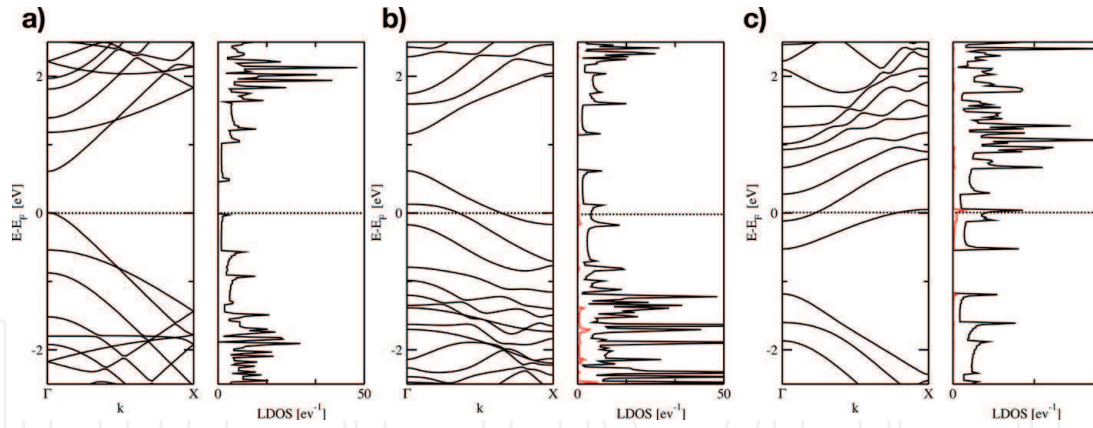 a) b) c)
2 2 2
E-E_F [eV] E-E_F [eV] E-E_F [eV]
0 0 0
-2 -2 -2
Γ X 0 50 Γ X 0 50 Γ X 0
k LDOS [ev⁻¹] k LDOS [ev⁻¹] k LDOS [ev⁻¹]